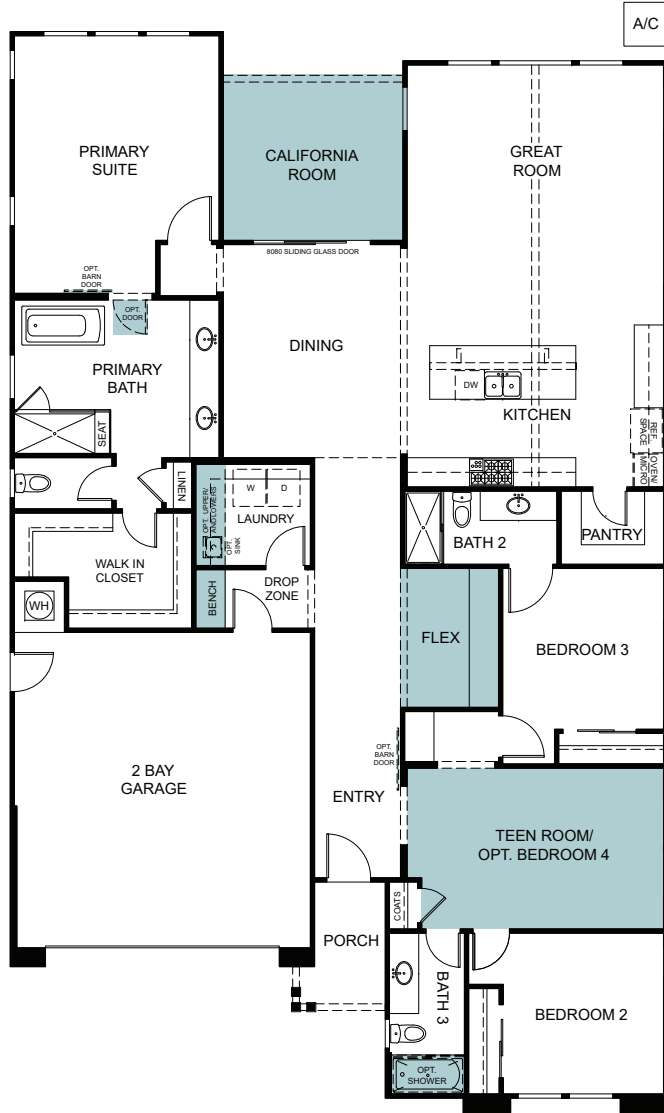 A/C
PRIMARY
SUITE
CALIFORNIA
ROOM
GREAT
ROOM
8080 SLIDING GLASS DOOR
OPT.
BARN
DOOR
OPT.
DOOR
DINING
PRIMARY
BATH
DW
KITCHEN
SEAT
REF.
SPACE
OVEN/
MICRO
LINEN
OPT. UPPER/
AND LOWERS
W
D
LAUNDRY
OPT.
SINK
BATH 2
PANTRY
WALK IN
CLOSET
BENCH
DROP
ZONE
WH
FLEX
BEDROOM 3
OPT.
BARN
DOOR
2 BAY
GARAGE
ENTRY
TEEN ROOM/
OPT. BEDROOM 4
COATS
PORCH
BATH 3
BEDROOM 2
OPT.
SHOWER